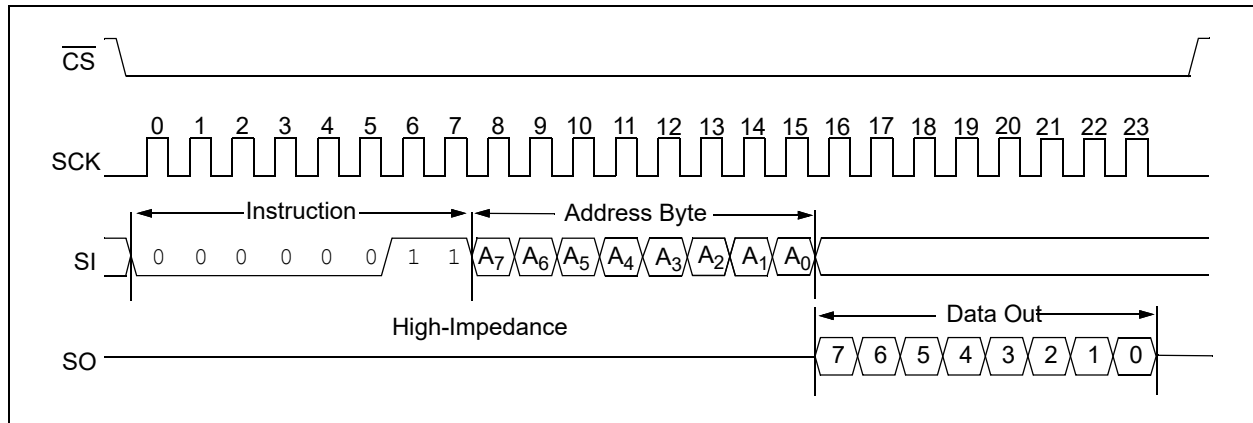 CS
0 1 2 3 4 5 6 7 8 9 10 11 12 13 14 15 16 17 18 19 20 21 22 23
SCK
Instruction Address Byte
SI 0 0 0 0 0 0 1 1 A7 A6 A5 A4 A3 A2 A1 A0
High-Impedance Data Out
SO 7 6 5 4 3 2 1 0